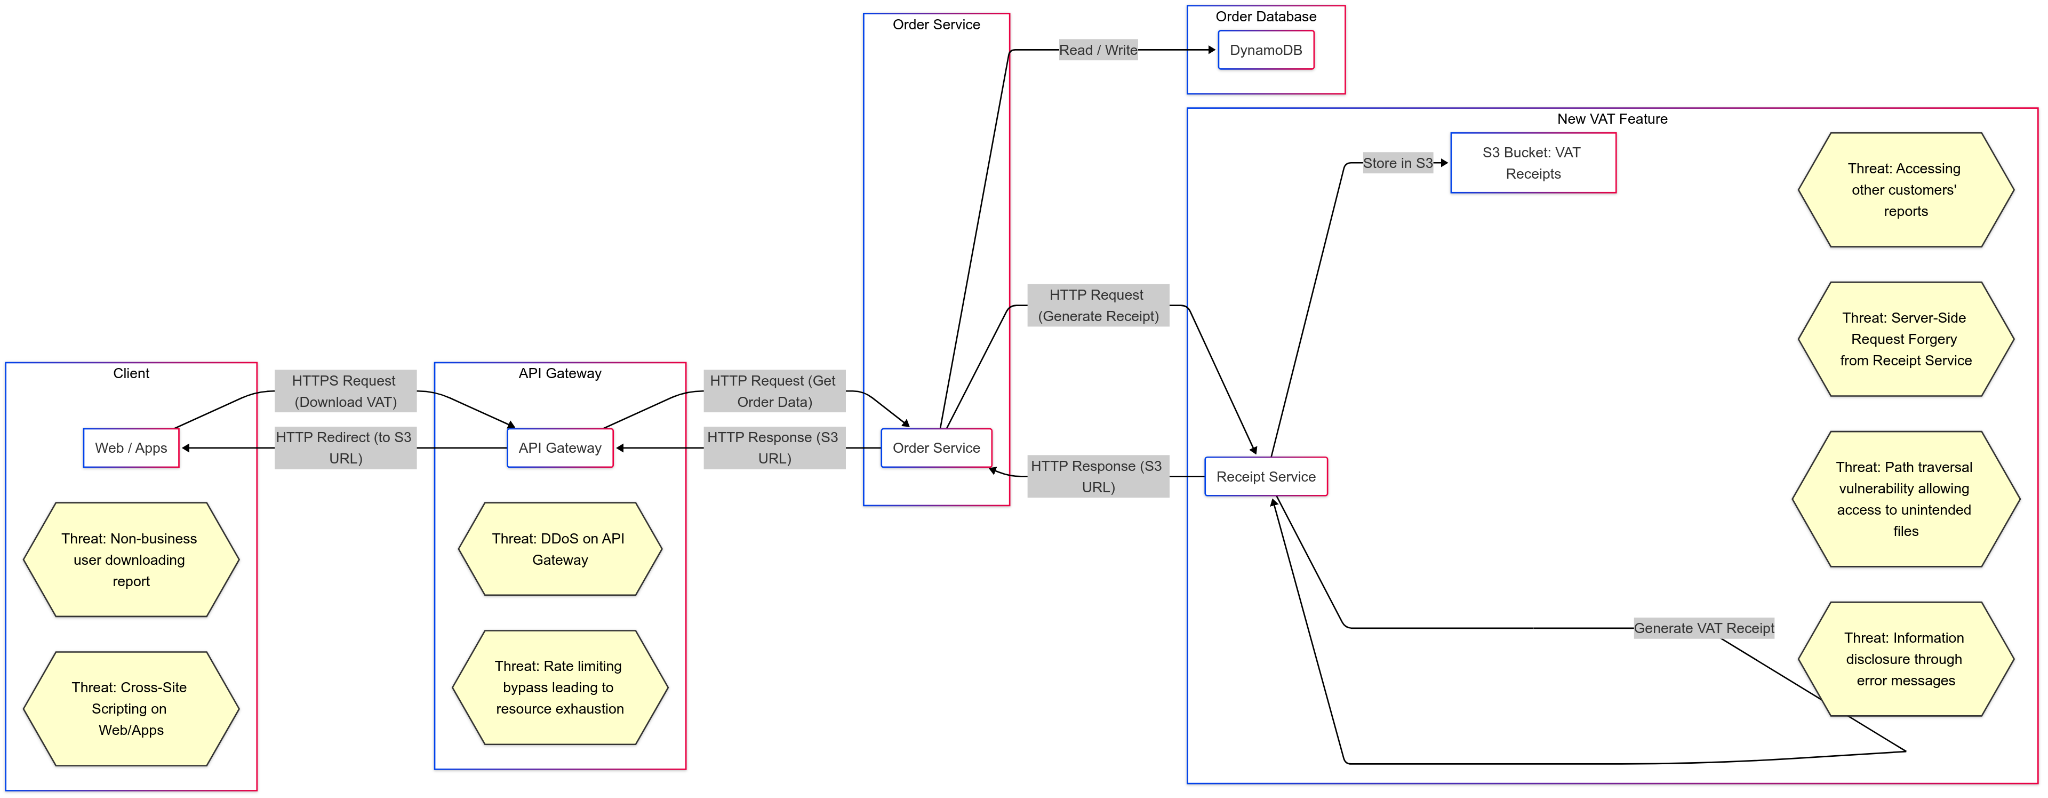 Order Service
Order Database
Read / Write
DynamoDB
New VAT Feature
Store in S3
S3 Bucket: VAT
Receipts
Threat: Accessing
other customers'
reports
HTTP Request
(Generate Receipt)
Threat: Server-Side
Request Forgery
from Receipt Service
Client
HTTPS Request
(Download VAT)
API Gateway
HTTP Request (Get
Order Data)
Web / Apps
HTTP Redirect (to S3
URL)
API Gateway
HTTP Response (S3
URL)
Order Service
HTTP Response (S3
URL)
Receipt Service
Threat: Path traversal
vulnerability allowing
access to unintended
files
Threat: Non-business
user downloading
report
Threat: DDoS on API
Gateway
Generate VAT Receipt
Threat: Information
disclosure through
error messages
Threat: Cross-Site
Scripting on
Web/Apps
Threat: Rate limiting
bypass leading to
resource exhaustion